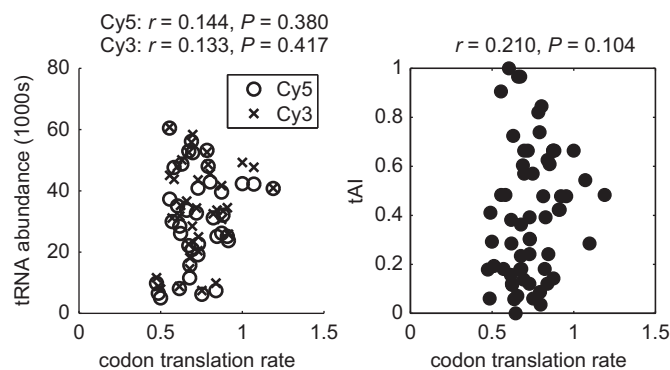 Cy5: r = 0.144, P = 0.380
Cy3: r = 0.133, P = 0.417
tRNA abundance (1000s)
80
60
40
20
0
Cy5
Cy3
0 0.5 1 1.5
codon translation rate
r = 0.210, P = 0.104
tAI
1
0.8
0.6
0.4
0.2
0
0 0.5 1 1.5
codon translation rate